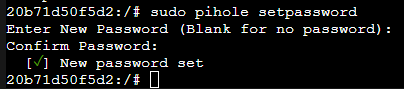 20b71d50f5d2:/# sudo pihole setpassword
Enter New Password (Blank for no password):
Confirm Password:
  [✓] New password set
20b71d50f5d2:/#